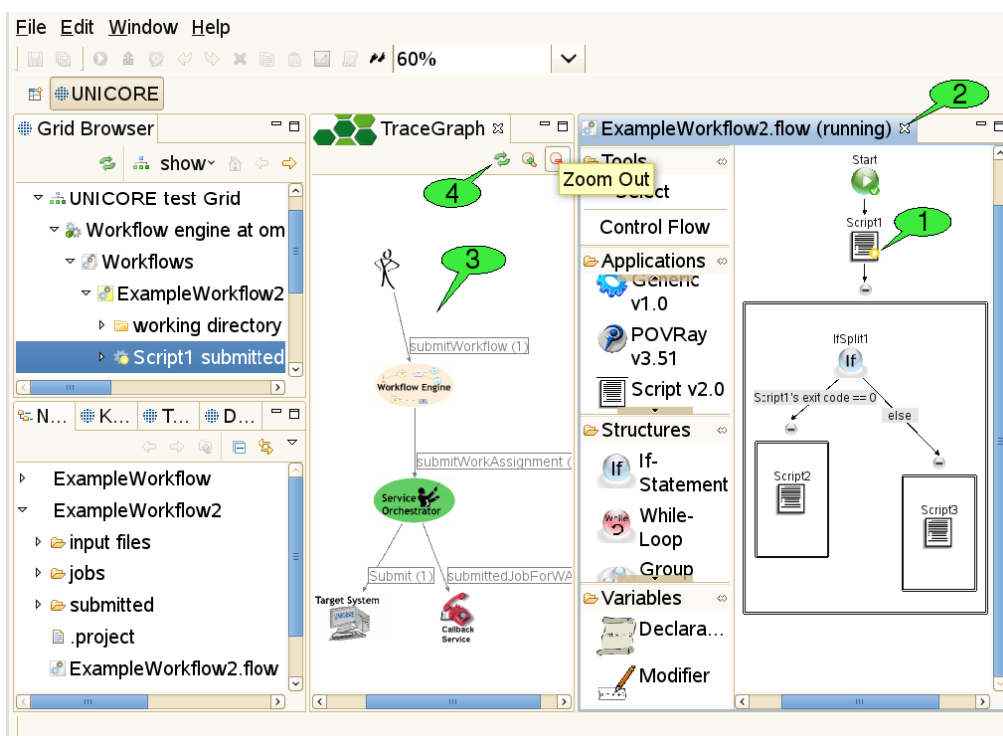 File Edit Window Help
60%
UNICORE
2
Grid Browser
TraceGraph
ExampleWorkflow2.flow (running)
show
4
Zoom Out
Tools
Select
Control Flow
UNICORE test Grid
Workflow engine at om
Workflows
ExampleWorkflow2
working directory
Script1 submitted
3
submitWorkflow (1)
Workflow Engine
submitWorkAssignment (
Service
Orchestrator
Submit (1)
submittedJobForWA
Target System
UNICORE
Callback
Service
Applications
Generic
v1.0
POVRay
v3.51
Script v2.0
Structures
If
If-
Statement
While
While-
Loop
Group
Variables
Declara...
Modifier
Start
Script1
1
IfSplit1
If
Script1's exit code == 0
else
Script2
Script3
N...
K...
T...
D...
ExampleWorkflow
ExampleWorkflow2
input files
jobs
submitted
.project
ExampleWorkflow2.flow